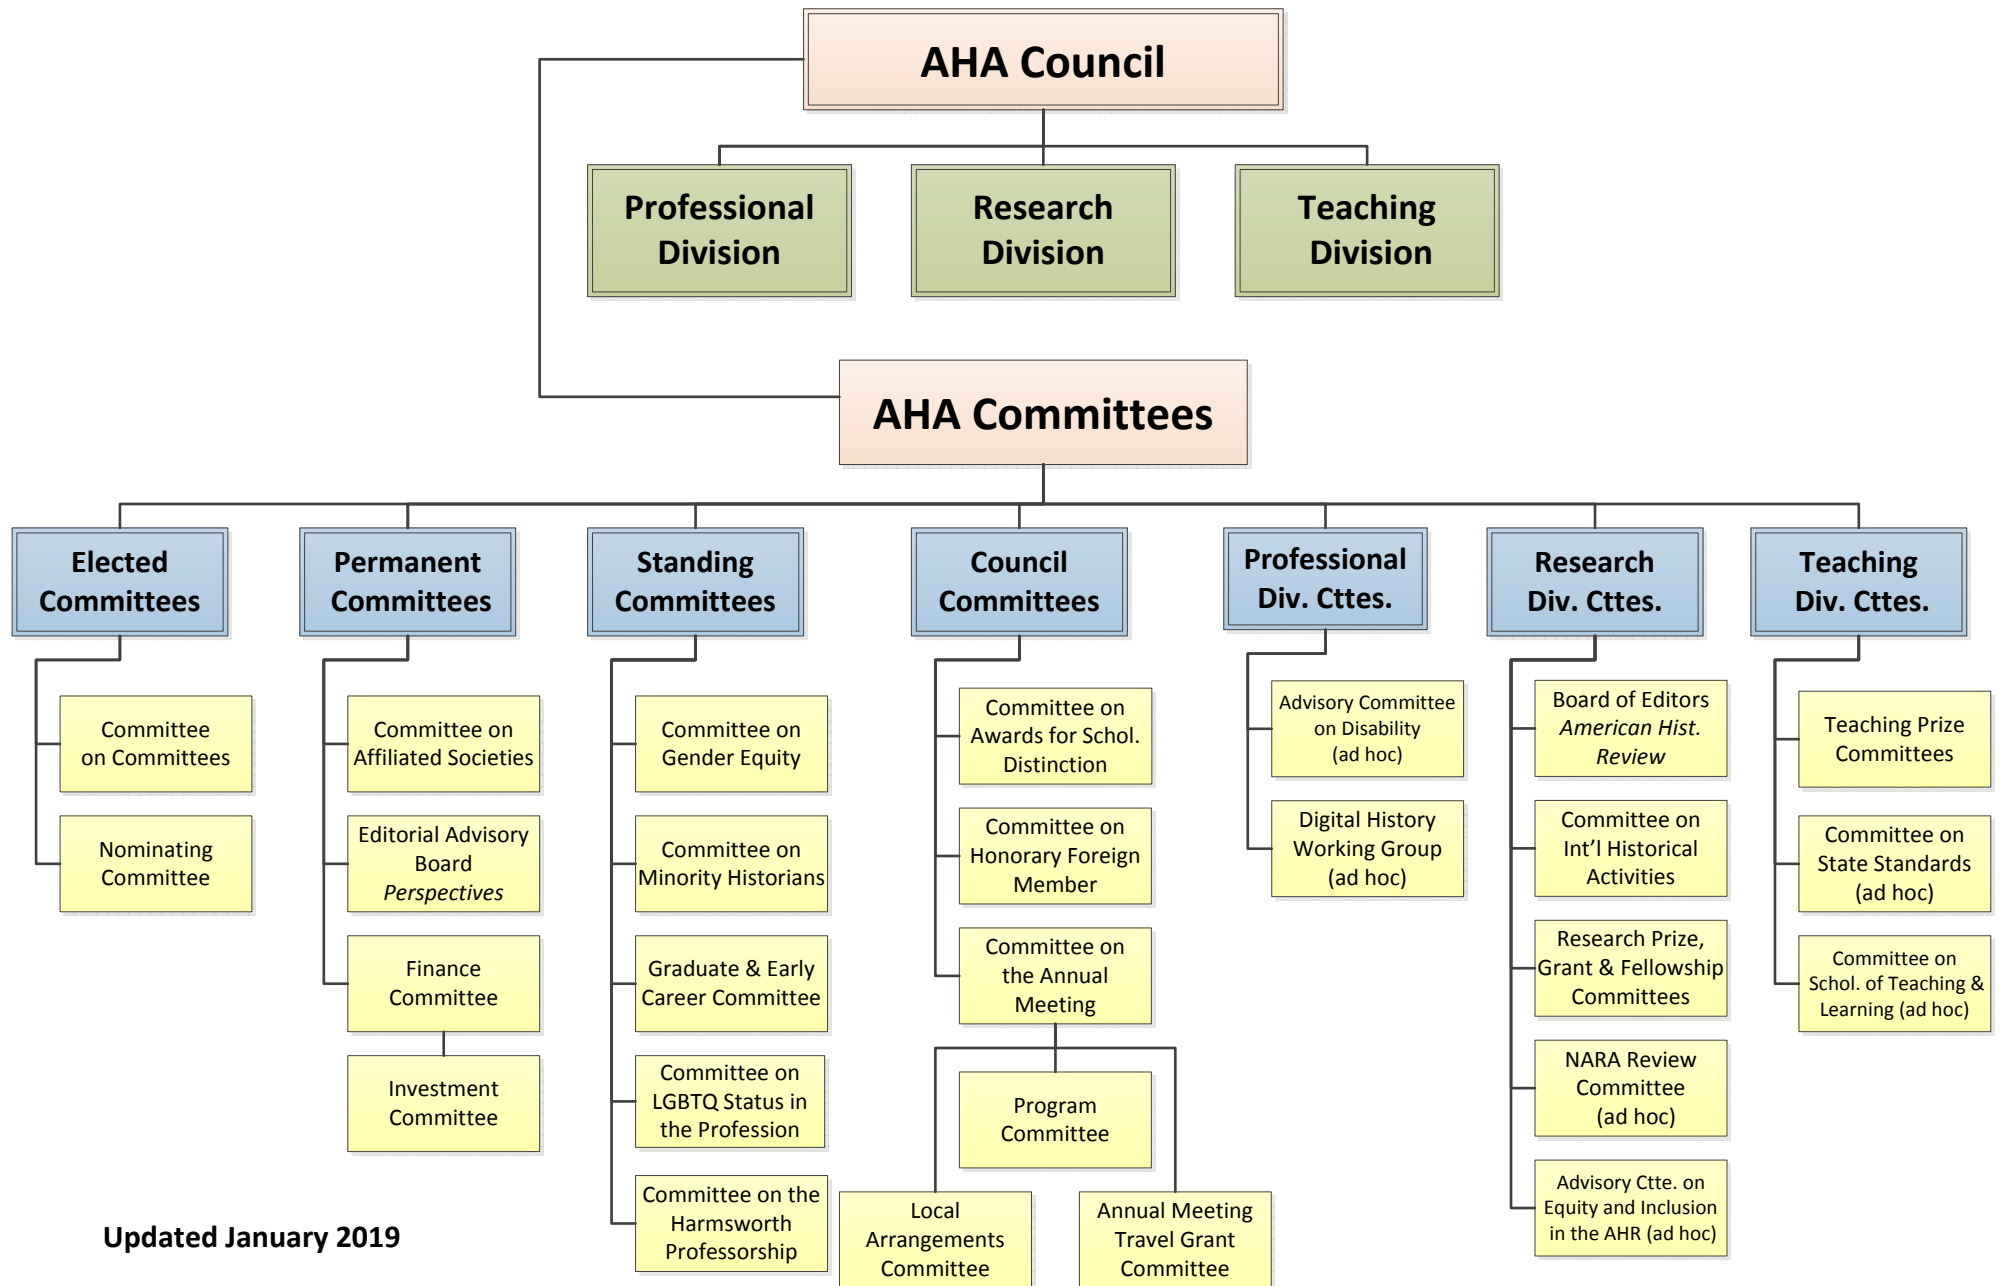 AHA Council
Professional
Division
Research
Division
Teaching
Division
AHA Committees
Elected
Committees
Permanent
Committees
Standing
Committees
Council
Committees
Professional
Div. Cttes.
Research
Div. Cttes.
Teaching
Div. Cttes.
Committee
on Committees
Nominating
Committee
Committee on
Affiliated Societies
Editorial Advisory
Board
Perspectives
Finance
Committee
Investment
Committee
Committee on
Gender Equity
Committee on
Minority Historians
Graduate & Early
Career Committee
Committee on
LGBTQ Status in
the Profession
Committee on the
Harmsworth
Professorship
Committee on
Awards for Schol.
Distinction
Committee on
Honorary Foreign
Member
Committee on
the Annual
Meeting
Program
Committee
Local
Arrangements
Committee
Annual Meeting
Travel Grant
Committee
Advisory Committee
on Disability
(ad hoc)
Digital History
Working Group
(ad hoc)
Board of Editors
American Hist.
Review
Committee on
Int’l Historical
Activities
Research Prize,
Grant & Fellowship
Committees
NARA Review
Committee
(ad hoc)
Advisory Ctte. on
Equity and Inclusion
in the AHR (ad hoc)
Teaching Prize
Committees
Committee on
State Standards
(ad hoc)
Committee on
Schol. of Teaching &
Learning (ad hoc)
Updated January 2019